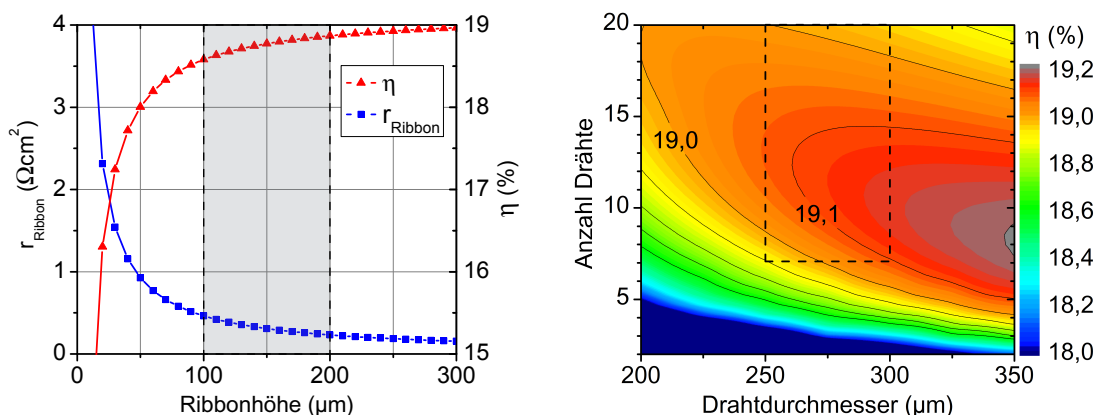 4
3
2
1
0
r_Ribbon (Ωcm²)
0 100 200 300
Ribbonhöhe (µm)
η
r_Ribbon
19
18
17
16
15
η (%)
20
15
10
5
Anzahl Drähte
19,0
19,1
200 250 300 350
Drahtdurchmesser (µm)
η (%)
19,2
19,0
18,8
18,6
18,4
18,2
18,0